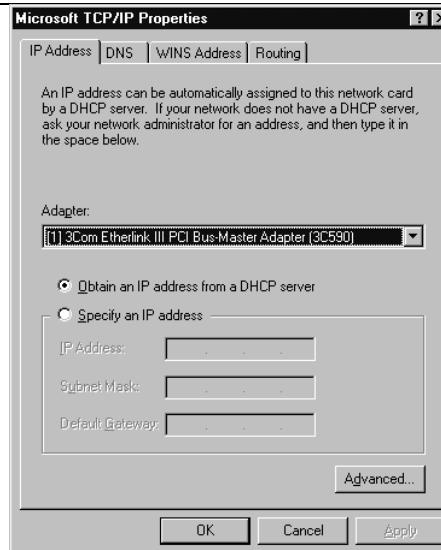 Microsoft TCP/IP Properties
IP Address DNS WINS Address Routing
An IP address can be automatically assigned to this network card
by a DHCP server. If your network does not have a DHCP server,
ask your network administrator for an address, and then type it in
the space below.
Adapter:
[1] 3Com Etherlink III PCI Bus-Master Adapter (3C590)
Obtain an IP address from a DHCP server
Specify an IP address
IP Address:
Subnet Mask:
Default Gateway:
Advanced...
OK Cancel Apply